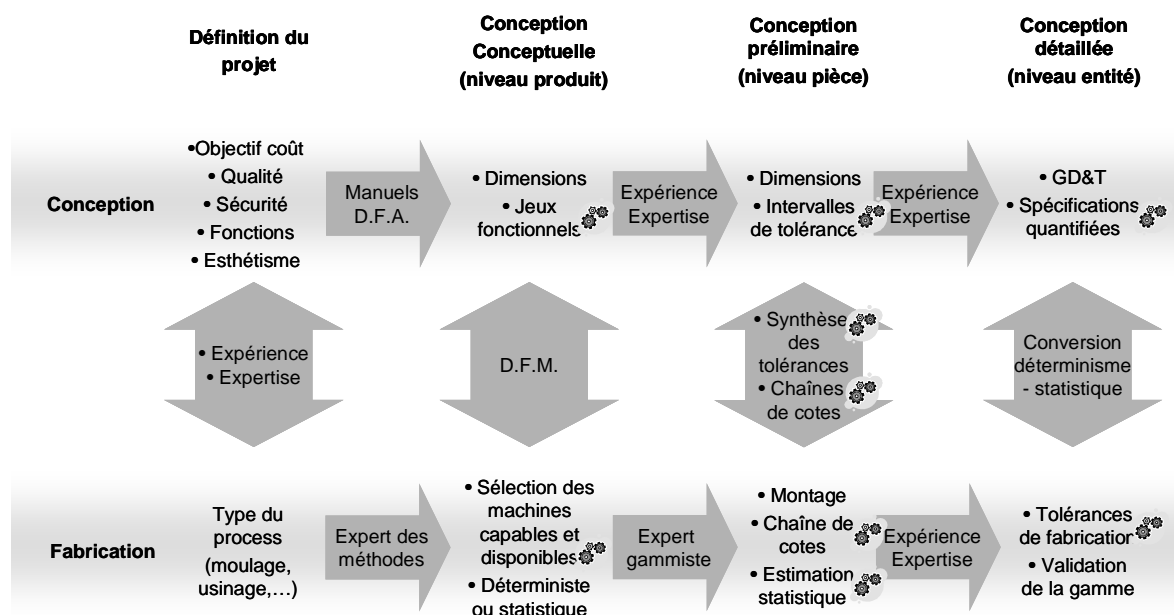 Définition du
projet
Conception
Conceptuelle
(niveau produit)
Conception
préliminaire
(niveau pièce)
Conception
détaillée
(niveau entité)
Conception
•Objectif coût
• Qualité
• Sécurité
• Fonctions
• Esthétisme
Manuels
D.F.A.
• Dimensions
• Jeux
fonctionnels
Expérience
Expertise
• Dimensions
• Intervalles
de tolérance
Expérience
Expertise
• GD&T
• Spécifications
quantifiées
• Expérience
• Expertise
D.F.M.
• Synthèse
des
tolérances
• Chaînes
de cotes
Conversion
déterminisme
- statistique
Fabrication
Type du
process
(moulage,
usinage,…)
Expert des
méthodes
• Sélection des
machines
capables et
disponibles
• Déterministe
ou statistique
Expert
gammiste
• Montage
• Chaîne de
cotes
• Estimation
statistique
Expérience
Expertise
• Tolérances
de fabrication
• Validation
de la gamme